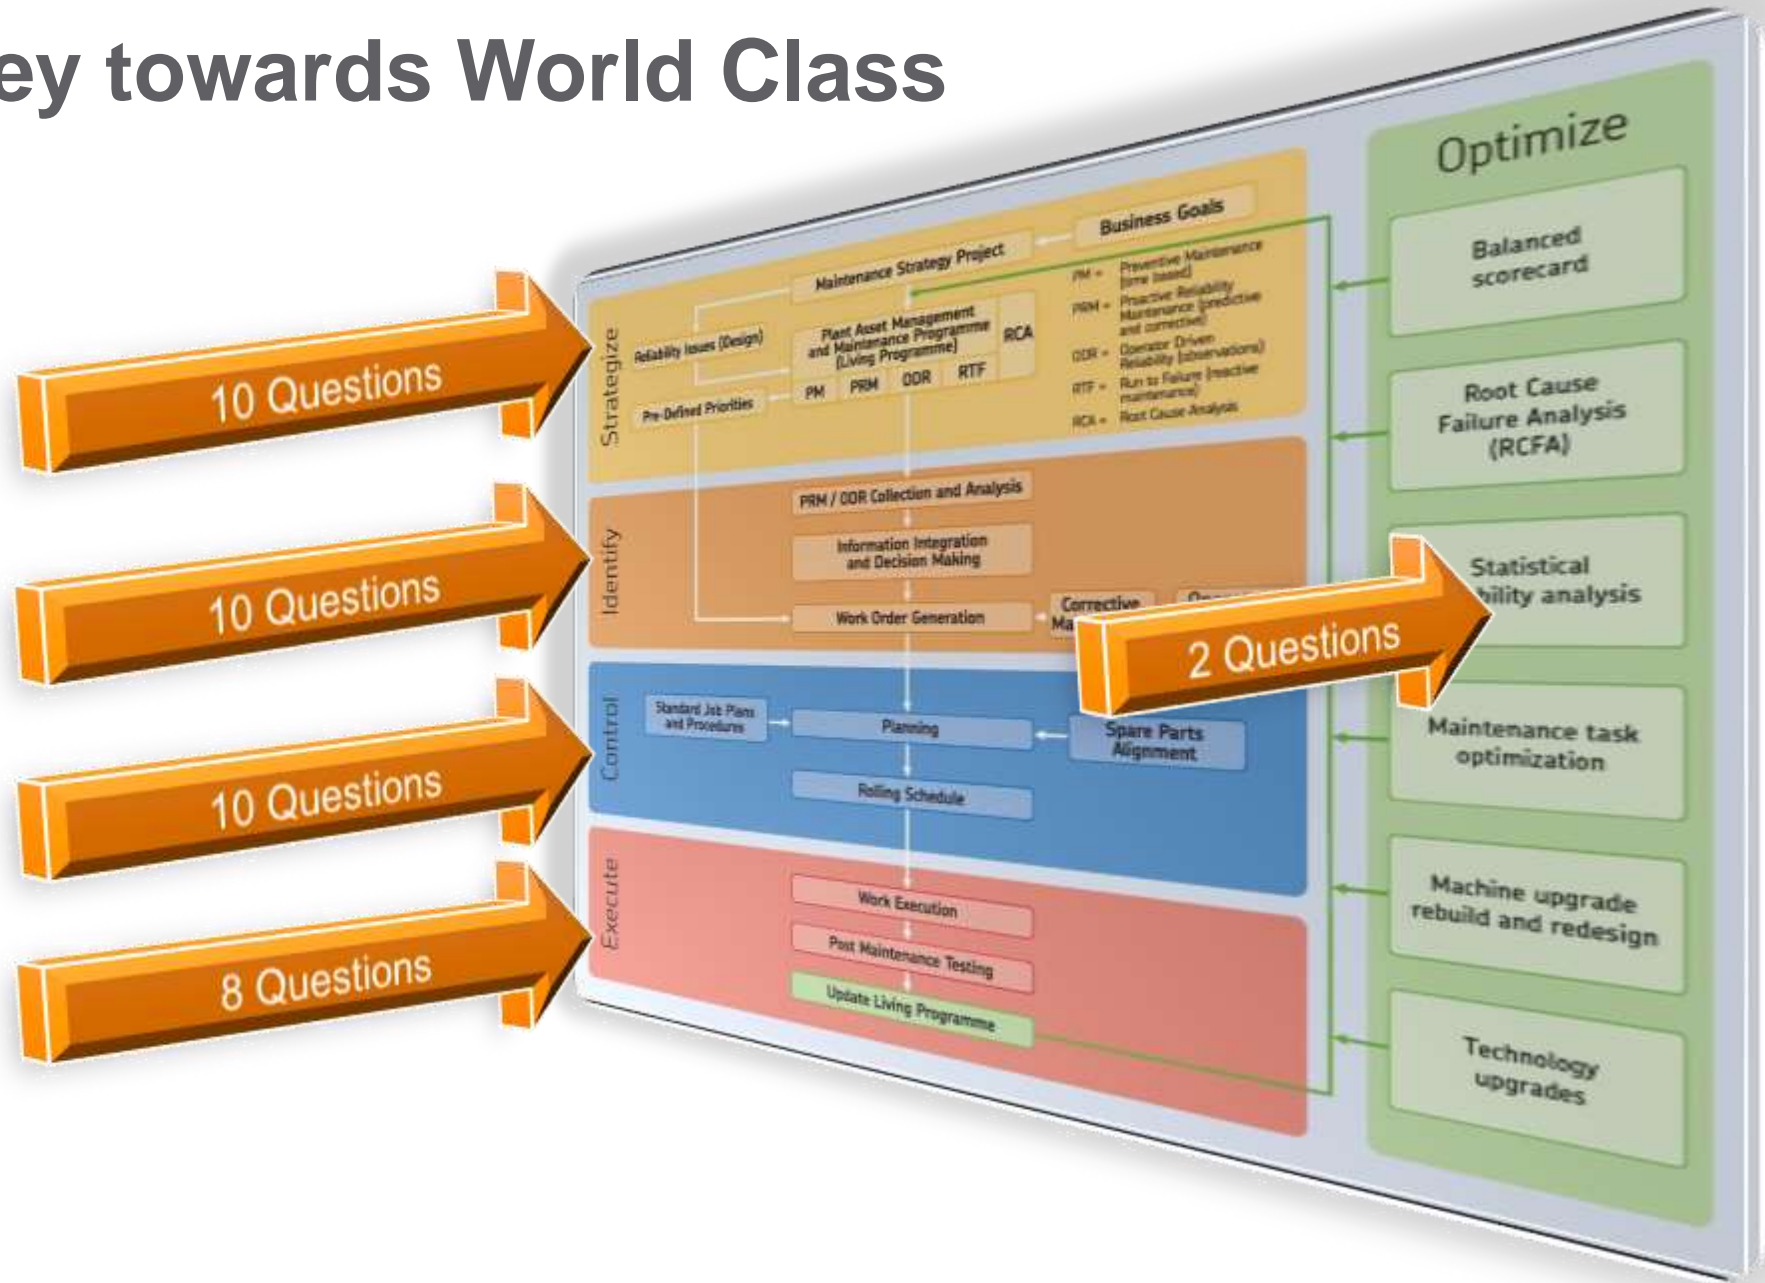 ey towards World Class
10 Questions
10 Questions
10 Questions
8 Questions
2 Questions
Strategize
Business Goals
Maintenance Strategy Project
Reliability Issues (Design)
Plant Asset Management
and Maintenance Programme
(Living Programme)
RCA
PM PRM ODR RTF
Pre-Defined Priorities
PM = Preventive Maintenance
(time based)
PRM = Proactive Reliability
Maintenance (predictive
and corrective)
ODR = Operator Driven
Reliability (observations)
RTF = Run to Failure (reactive
maintenance)
RCA = Root Cause Analysis
Identify
PRM / ODR Collection and Analysis
Information Integration
and Decision Making
Work Order Generation
Corrective
Control
Standard Job Plans
and Procedures
Planning
Spare Parts
Alignment
Rolling Schedule
Execute
Work Execution
Post Maintenance Testing
Update Living Programme
Optimize
Balanced
scorecard
Root Cause
Failure Analysis
(RCFA)
Statistical
bility analysis
Maintenance task
optimization
Machine upgrade
rebuild and redesign
Technology
upgrades